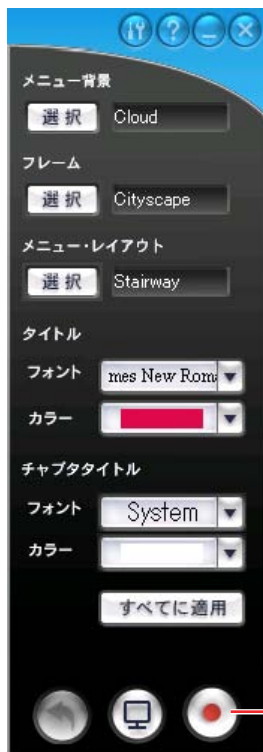 メニュー背景
選択 Cloud
フレーム
選択 Cityscape
メニュー・レイアウト
選択 Stairway
タイトル
フォント mes New Roma
カラー
チャプタタイトル
フォント System
カラー
すべてに適用